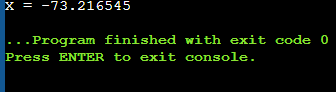 x = -73.216545
...Program finished with exit code 0
Press ENTER to exit console.